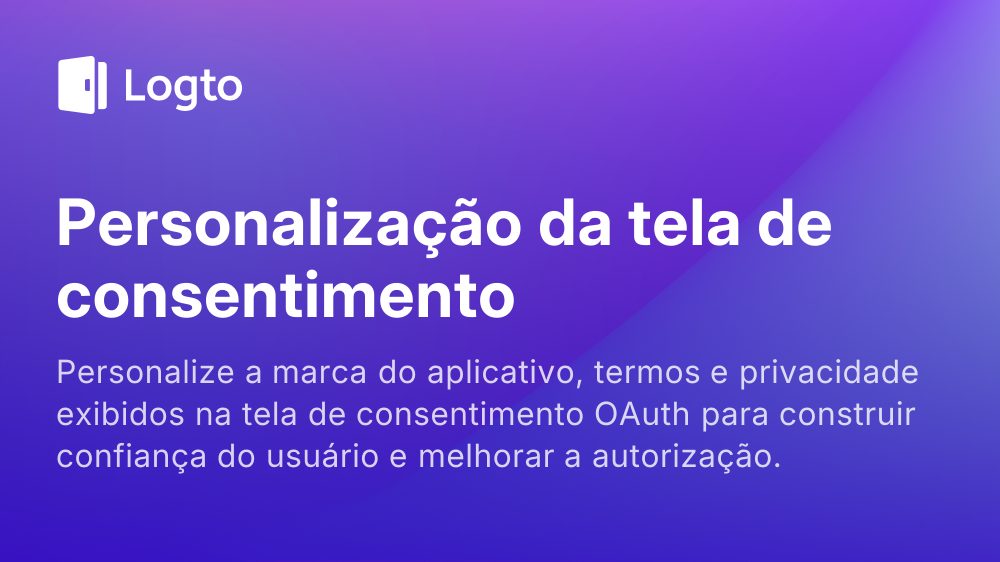 Logto
Personalização da tela de
consentimento
Personalize a marca do aplicativo, termos e privacidade
exibidos na tela de consentimento OAuth para construir
confiança do usuário e melhorar a autorização.